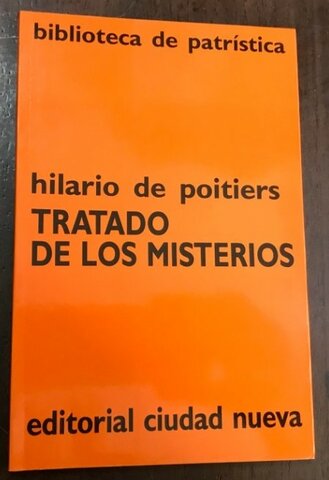 biblioteca de patrística
hilario de poitiers
TRATADO
DE LOS MISTERIOS
editorial ciudad nueva